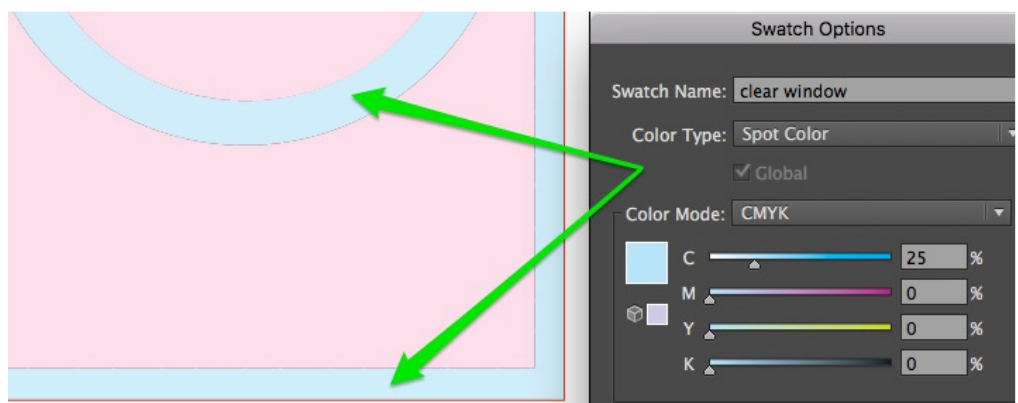 Swatch Options
Swatch Name: clear window
Color Type: Spot Color
Global
Color Mode: CMYK
C 25 %
M 0 %
Y 0 %
K 0 %